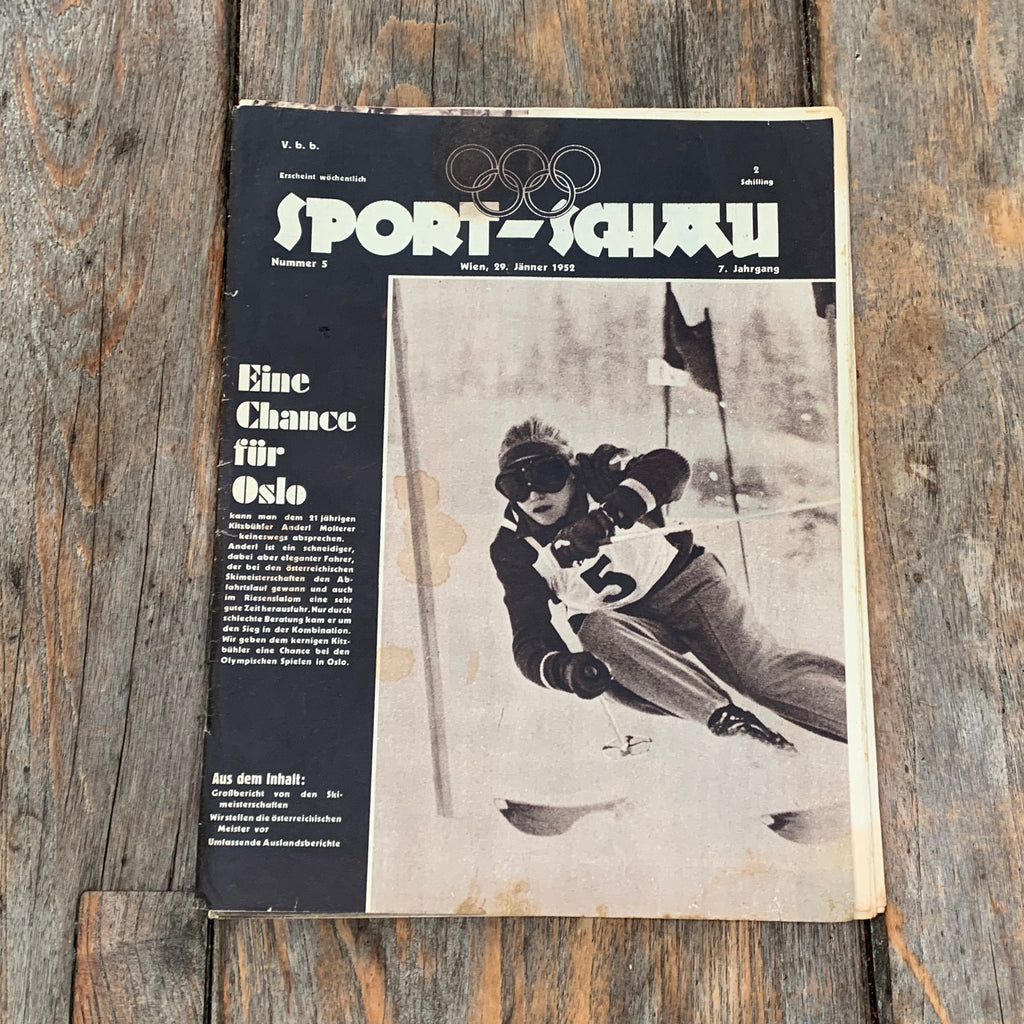 V. b. b.
Erscheint wöchentlich
2
Schilling
SPORT-SCHAU
Nummer 5
Wien, 29. Jänner 1952
7. Jahrgang
Eine
Chance
für
Oslo
kann man dem 21 jährigen
Kitzbühler Anderl Molterer
keineswegs absprechen.
Anderl ist ein schneidiger,
dabei aber eleganter Fahrer,
der bei den österreichischen
Skimeisterschaften den Ab-
fahrtslauf gewann und auch
im Riesenslalom eine sehr
gute Zeit herausfuhr. Nur durch
schlechte Beratung kam er um
den Sieg in der Kombination.
Wir geben dem kernigen Kitz-
bühler eine Chance bei den
Olympischen Spielen in Oslo.
5
Aus dem Inhalt:
Großbericht von den Ski-
meisterschaften
Wir stellen die österreichischen
Meister vor
Umfassende Auslandsberichte